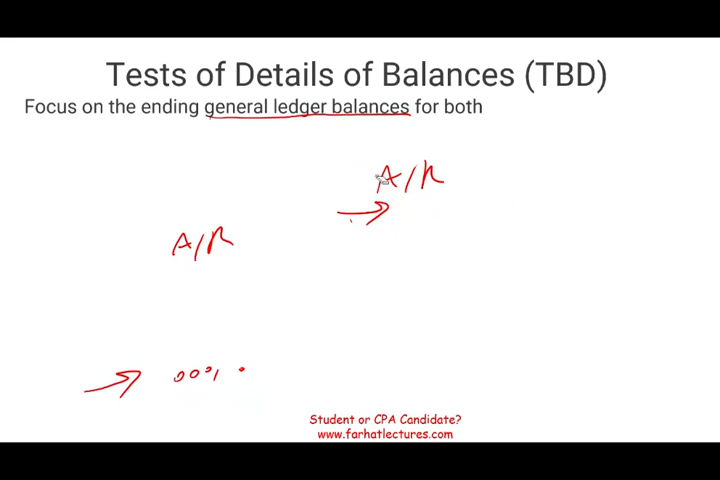 Tests of Details of Balances (TBD)
Focus on the ending general ledger balances for both
A/R
A/R
Student or CPA Candidate?
www.farhatlectures.com